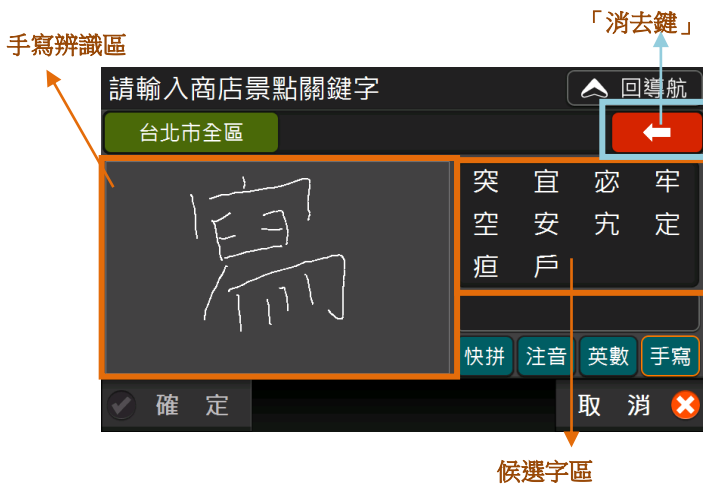 「消去鍵」
手寫辨識區
請輸入商店景點關鍵字 回導航
台北市全區
寫
突 宜 宓 牢
空 安 宄 定
疸 戶
快拼 注音 英數 手寫
確 定 取 消
候選字區